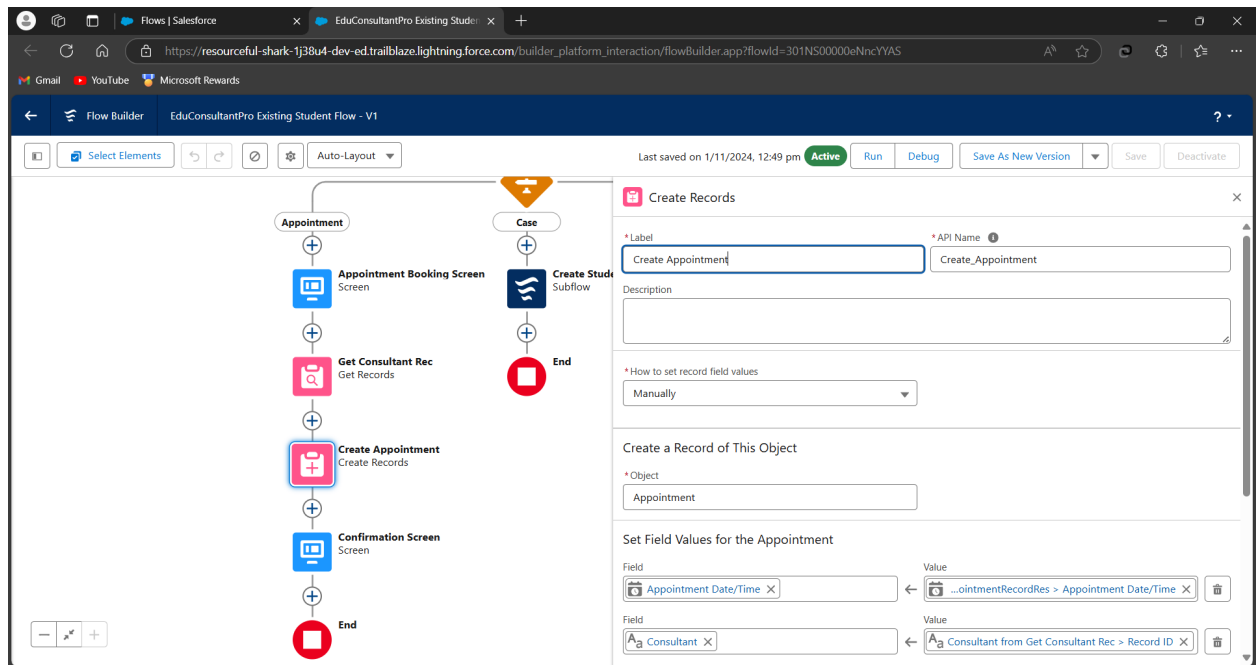 Flows | Salesforce
EduConsultantPro Existing Studen
https://resourceful-shark-1j38u4-dev-ed.trailblaze.lightning.force.com/builder_platform_interaction/flowBuilder.app?flowId=301NS00000eNncYYAS
Gmail YouTube Microsoft Rewards
Flow Builder EduConsultantPro Existing Student Flow - V1 ?
Select Elements Auto-Layout Last saved on 1/11/2024, 12:49 pm Active Run Debug Save As New Version Save Deactivate
Appointment
Case
Appointment Booking Screen
Screen
Create Stude
Subflow
Get Consultant Rec
Get Records
End
Create Appointment
Create Records
Confirmation Screen
Screen
End
Create Records
* Label
Create Appointment
* API Name
Create_Appointment
Description
* How to set record field values
Manually
Create a Record of This Object
* Object
Appointment
Set Field Values for the Appointment
Field Value
Appointment Date/Time ...ointmentRecordRes > Appointment Date/Time
Field Value
Aa Consultant Aa Consultant from Get Consultant Rec > Record ID